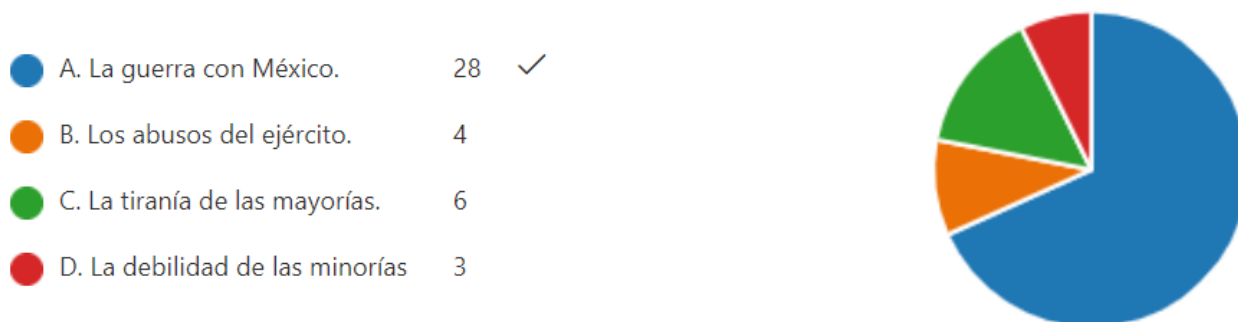 A. La guerra con México. 28 ✓
B. Los abusos del ejército. 4
C. La tiranía de las mayorías. 6
D. La debilidad de las minorías 3